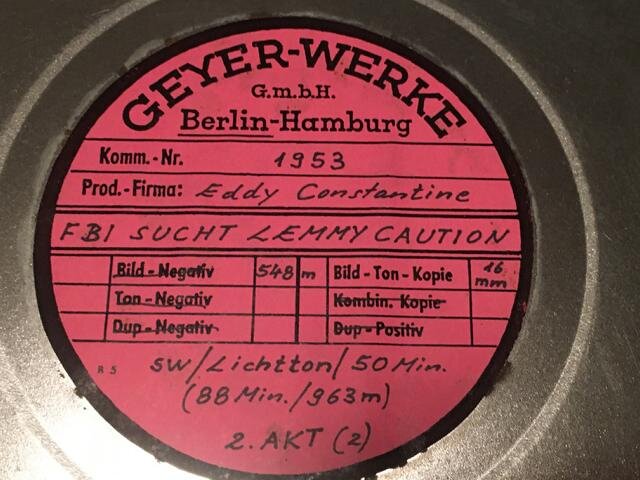 GEYER-WERKE
G.m.b.H.
Berlin-Hamburg
Komm.-Nr. 1953
Prod.-Firma: Eddy Constantine
FBI SUCHT LEMMY CAUTION
Bild-Negativ 548 m Bild-Ton-Kopie 16 mm
Ton-Negativ Kombin. Kopie
Dup-Negativ Dup-Positiv
R 5
SW/Lichtton/50 Min.
(88 Min./963m)
2. AKT (2)